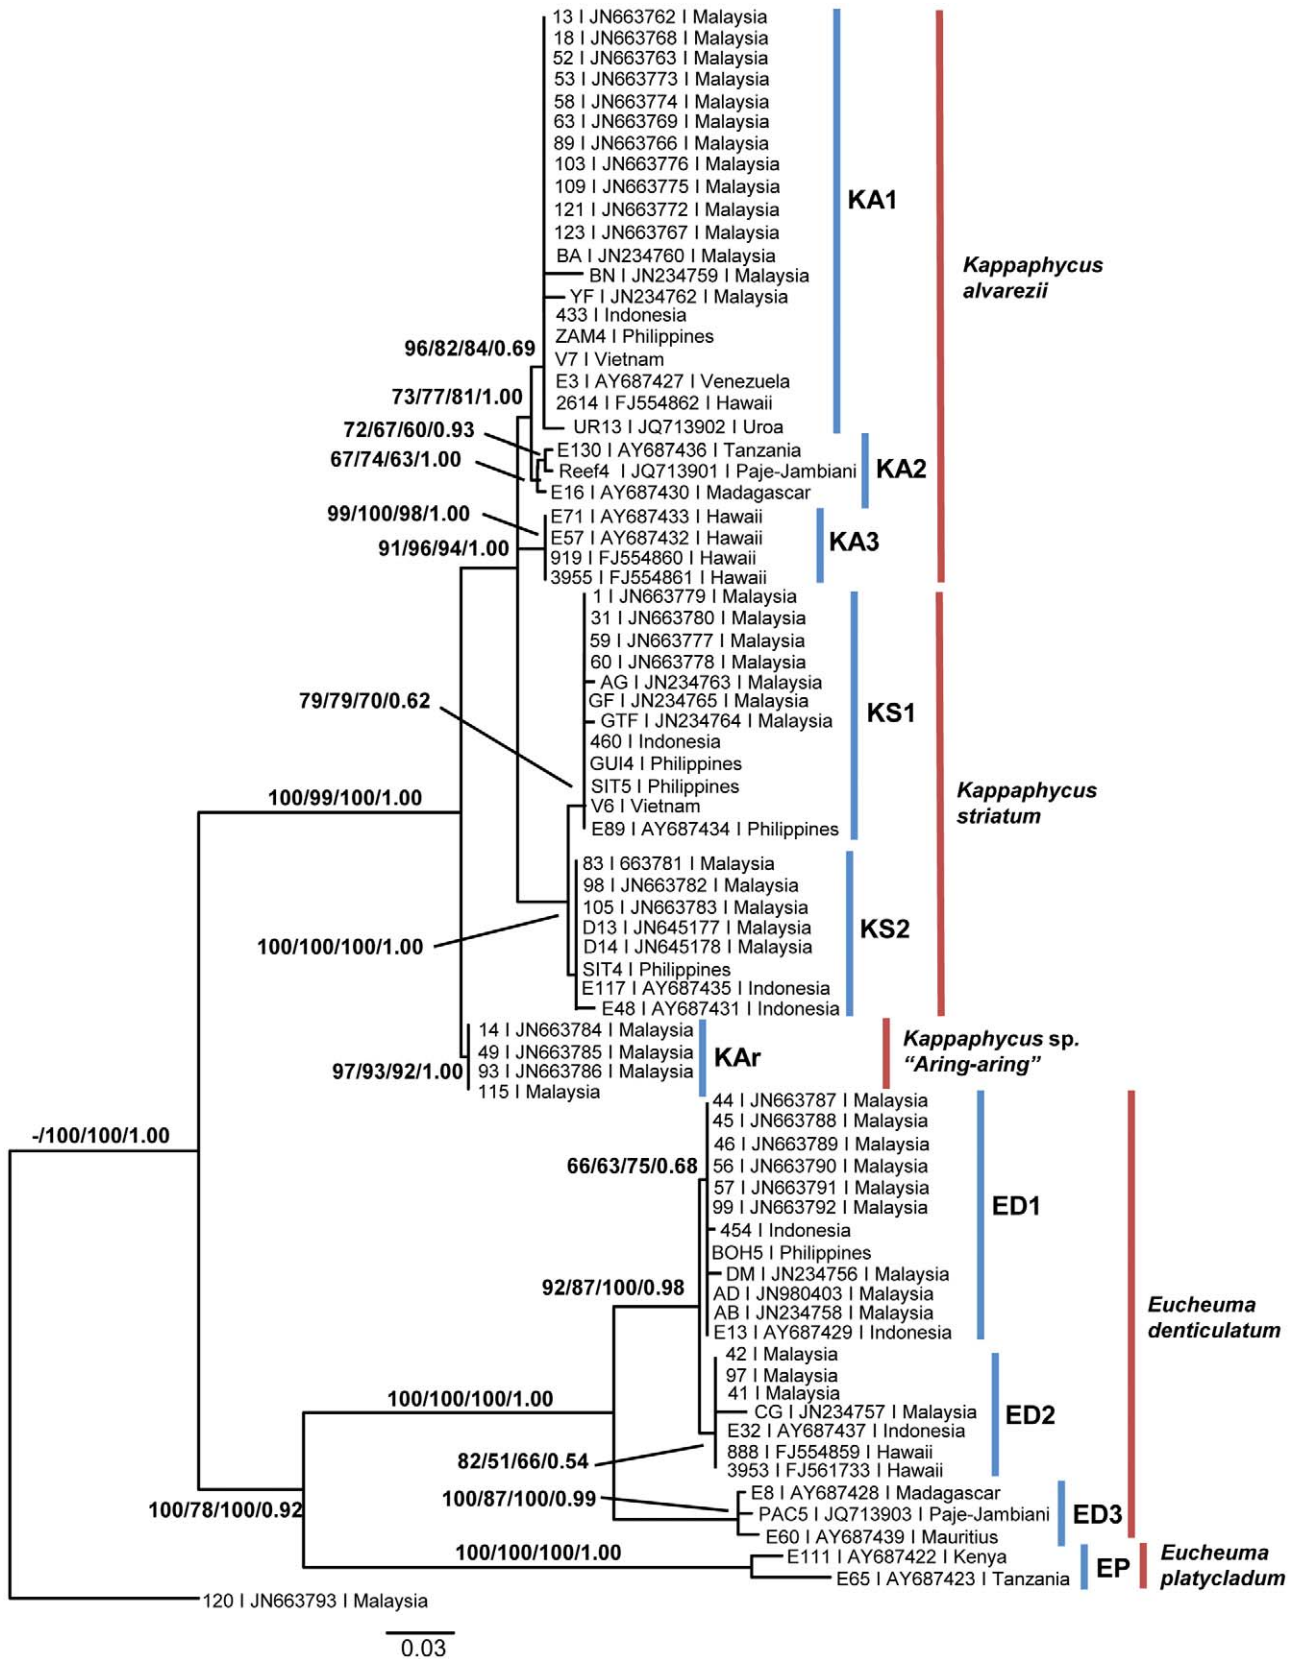 13 I JN663762 I Malaysia
18 I JN663768 I Malaysia
52 I JN663763 I Malaysia
53 I JN663773 I Malaysia
58 I JN663774 I Malaysia
63 I JN663769 I Malaysia
89 I JN663766 I Malaysia
103 I JN663776 I Malaysia
109 I JN663775 I Malaysia
121 I JN663772 I Malaysia
123 I JN663767 I Malaysia
BA I JN234760 I Malaysia
BN I JN234759 I Malaysia
YF I JN234762 I Malaysia
433 I Indonesia
ZAM4 I Philippines
V7 I Vietnam
E3 I AY687427 I Venezuela
2614 I FJ554862 I Hawaii
UR13 I JQ713902 I Uroa
KA1
96/82/84/0.69
73/77/81/1.00
72/67/60/0.93
67/74/63/1.00
E130 I AY687436 I Tanzania
Reef4 I JQ713901 I Paje-Jambiani
E16 I AY687430 I Madagascar
KA2
99/100/98/1.00
91/96/94/1.00
E71 I AY687433 I Hawaii
E57 I AY687432 I Hawaii
919 I FJ554860 I Hawaii
3955 I FJ554861 I Hawaii
KA3
Kappaphycus
alvarezii
1 I JN663779 I Malaysia
31 I JN663780 I Malaysia
59 I JN663777 I Malaysia
60 I JN663778 I Malaysia
AG I JN234763 I Malaysia
GF I JN234765 I Malaysia
GTF I JN234764 I Malaysia
460 I Indonesia
GUI4 I Philippines
SIT5 I Philippines
V6 I Vietnam
E89 I AY687434 I Philippines
KS1
79/79/70/0.62
100/99/100/1.00
83 I 663781 I Malaysia
98 I JN663782 I Malaysia
105 I JN663783 I Malaysia
D13 I JN645177 I Malaysia
D14 I JN645178 I Malaysia
SIT4 I Philippines
E117 I AY687435 I Indonesia
E48 I AY687431 I Indonesia
KS2
100/100/100/1.00
Kappaphycus
striatum
14 I JN663784 I Malaysia
49 I JN663785 I Malaysia
93 I JN663786 I Malaysia
115 I Malaysia
KAr
97/93/92/1.00
Kappaphycus sp.
“Aring-aring”
-/100/100/1.00
44 I JN663787 I Malaysia
45 I JN663788 I Malaysia
46 I JN663789 I Malaysia
56 I JN663790 I Malaysia
57 I JN663791 I Malaysia
99 I JN663792 I Malaysia
454 I Indonesia
BOH5 I Philippines
DM I JN234756 I Malaysia
AD I JN980403 I Malaysia
AB I JN234758 I Malaysia
E13 I AY687429 I Indonesia
ED1
66/63/75/0.68
92/87/100/0.98
42 I Malaysia
97 I Malaysia
41 I Malaysia
CG I JN234757 I Malaysia
E32 I AY687437 I Indonesia
888 I FJ554859 I Hawaii
3953 I FJ561733 I Hawaii
ED2
100/100/100/1.00
82/51/66/0.54
100/87/100/0.99
E8 I AY687428 I Madagascar
PAC5 I JQ713903 I Paje-Jambiani
E60 I AY687439 I Mauritius
ED3
Eucheuma
denticulatum
100/78/100/0.92
100/100/100/1.00
E111 I AY687422 I Kenya
E65 I AY687423 I Tanzania
EP
Eucheuma
platycladum
120 I JN663793 I Malaysia
0.03